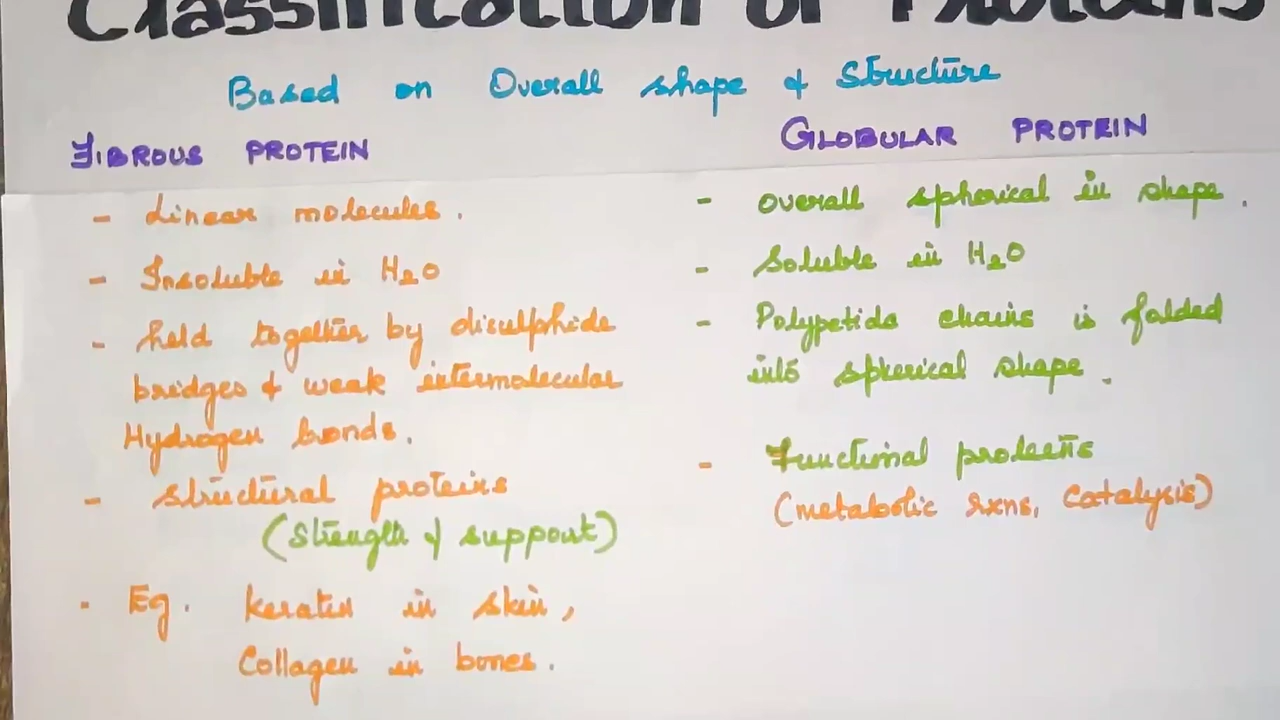 Classification of Proteins
Based on Overall shape & Structure
FIBROUS PROTEIN
- Linear molecules.
- Insoluble in H2O
- held together by disulphide
bridges & weak intermolecular
Hydrogen bonds.
- Structural proteins
(Strength & support)
- Eg. keratin in skin,
Collagen in bones.
GLOBULAR PROTEIN
- Overall spherical in shape.
- Soluble in H2O
- Polypetide chains is folded
into spherical shape.
- Functional proteins
(metabolic rxns, catalysis)